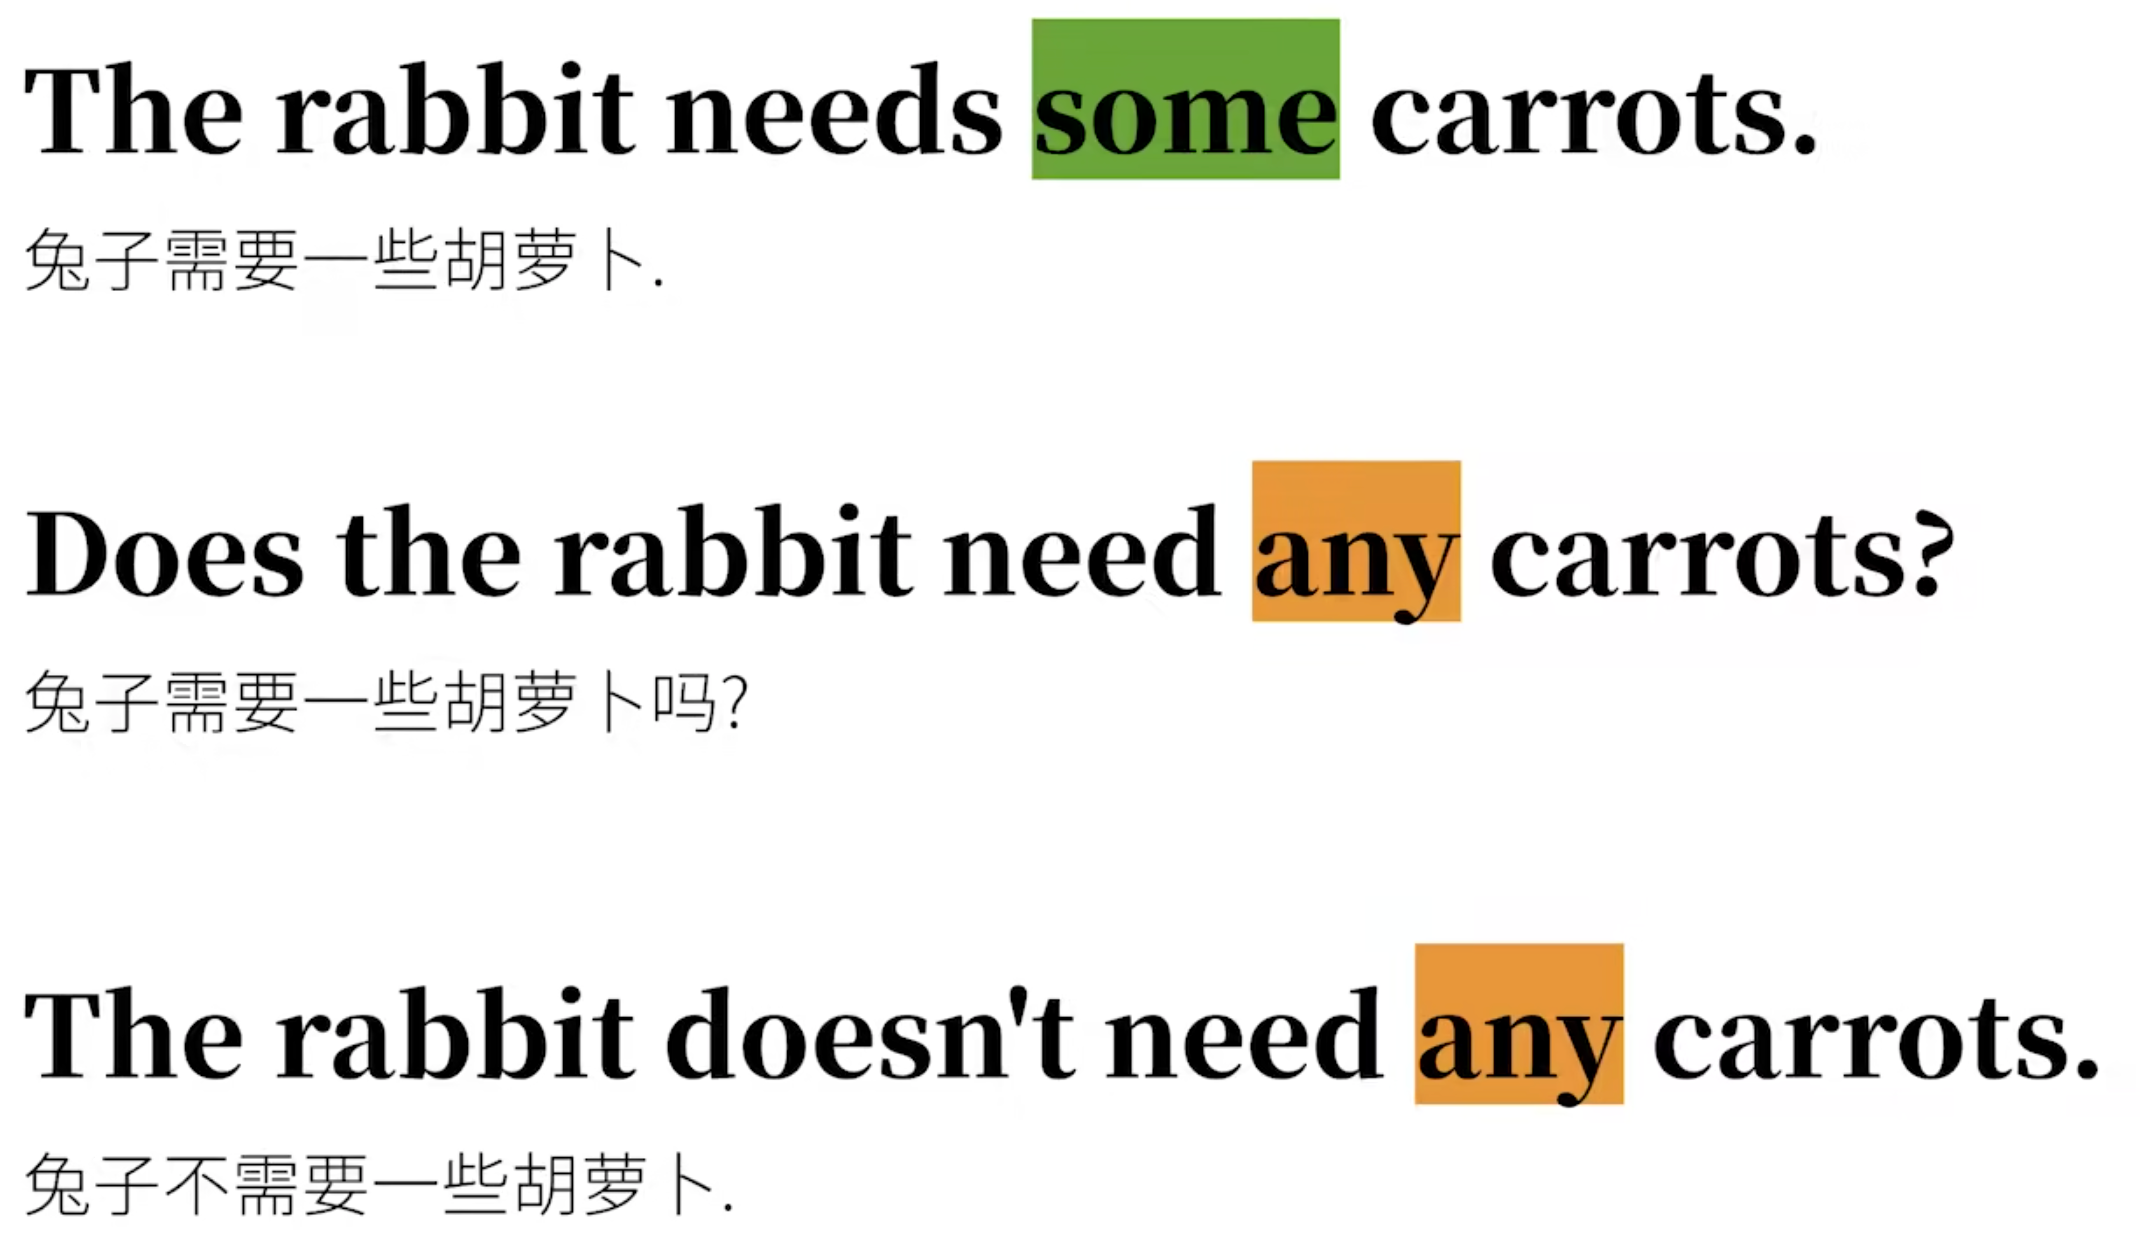 The rabbit needs some carrots.
兔子需要一些胡萝卜.
Does the rabbit need any carrots?
兔子需要一些胡萝卜吗?
The rabbit doesn't need any carrots.
兔子不需要一些胡萝卜.